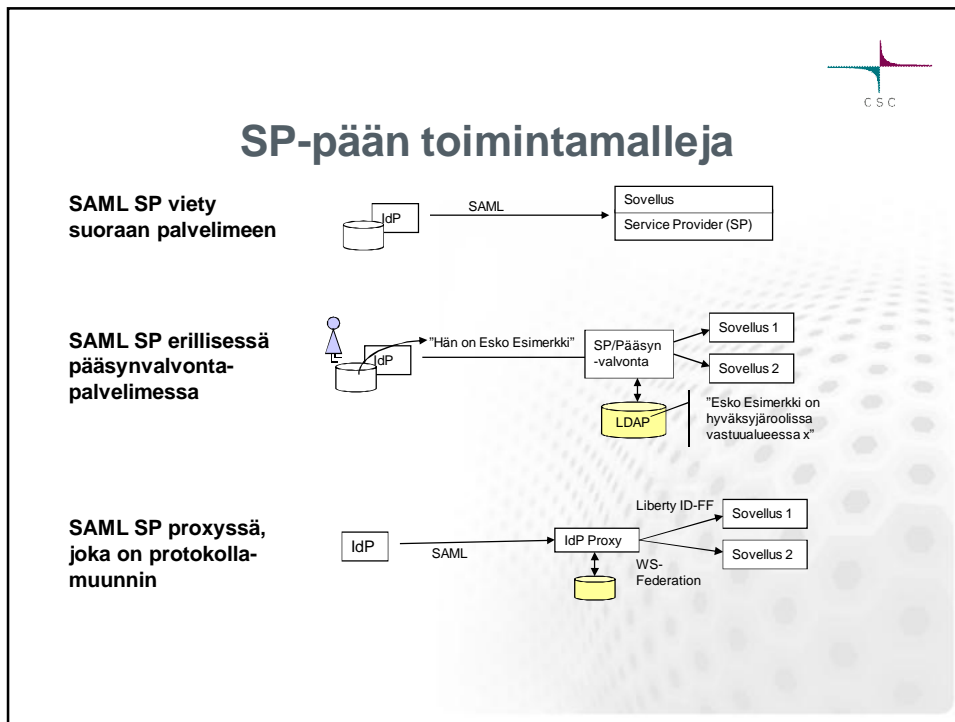 CSC
SP-pään toimintamalleja
SAML SP viety
suoraan palvelimeen
IdP
SAML
Sovellus
Service Provider (SP)
SAML SP erillisessä
pääsynvalvonta-
palvelimessa
IdP
”Hän on Esko Esimerkki”
SP/Pääsyn
-valvonta
Sovellus 1
Sovellus 2
LDAP
”Esko Esimerkki on
hyväksyjäroolissa
vastuualueessa x”
SAML SP proxyssä,
joka on protokolla-
muunnin
IdP
SAML
IdP Proxy
Liberty ID-FF
WS-
Federation
Sovellus 1
Sovellus 2